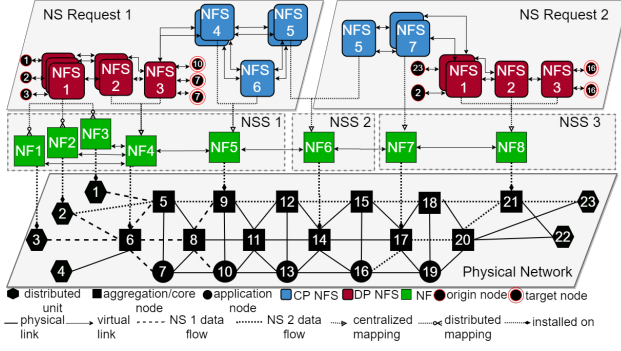 NS Request 1
NFS 4
NFS 5
NS Request 2
NFS 5
NFS 7
1
2
3
NFS 1
NFS 2
NFS 3
10
7
7
NFS 6
23
2
NFS 1
NFS 2
NFS 3
16
16
NSS 1
NSS 2
NSS 3
NF1
NF2
NF3
NF4
NF5
NF6
NF7
NF8
1
2
3
4
5
6
7
8
9
10
11
12
13
14
15
16
17
18
19
20
21
22
23
Physical Network
distributed unit
aggregation/core node
application node
CP NFS
DP NFS
NF
origin node
target node
physical link
virtual link
NS 1 data flow
NS 2 data flow
centralized mapping
distributed mapping
installed on